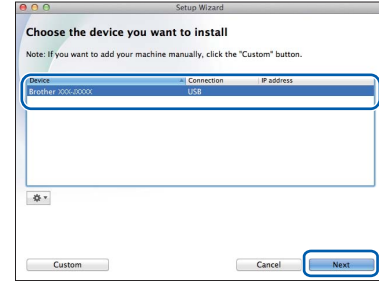 Setup Wizard
Choose the device you want to install
Note: If you want to add your machine manually, click the "Custom" button.
Device Connection IP address
Brother XXX-XXXXX USB
Custom Cancel Next